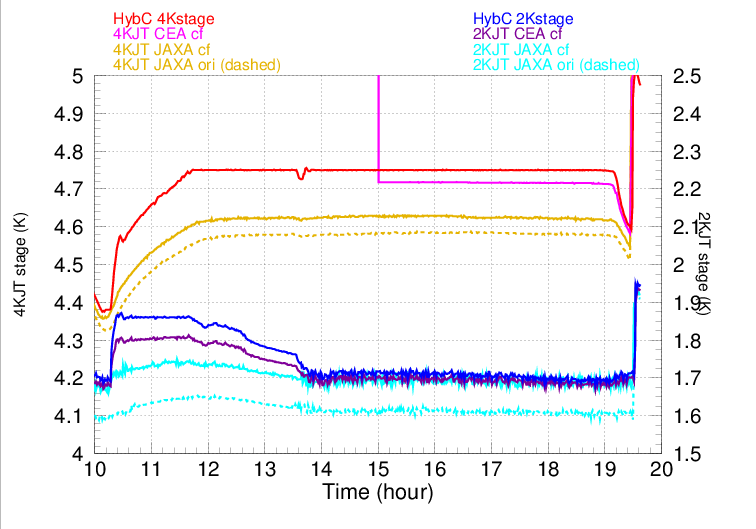 HybC 4Kstage
4KJT CEA cf
4KJT JAXA cf
4KJT JAXA ori (dashed)
HybC 2Kstage
2KJT CEA cf
2KJT JAXA cf
2KJT JAXA ori (dashed)
5
4.9
4.8
4.7
4.6
4.5
4.4
4.3
4.2
4.1
4
4KJT stage (K)
2.5
2.4
2.3
2.2
2.1
2
1.9
1.8
1.7
1.6
1.5
2KJT stage (K)
10 11 12 13 14 15 16 17 18 19 20
Time (hour)